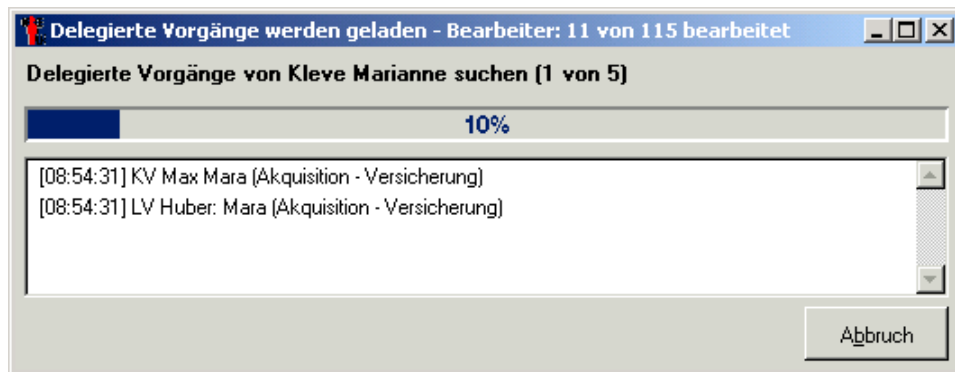 Delegierte Vorgänge werden geladen - Bearbeiter: 11 von 115 bearbeitet
Delegierte Vorgänge von Kleve Marianne suchen (1 von 5)
10%
[08:54:31] KV Max Mara (Akquisition - Versicherung)
[08:54:31] LV Huber: Mara (Akquisition - Versicherung)
Abbruch